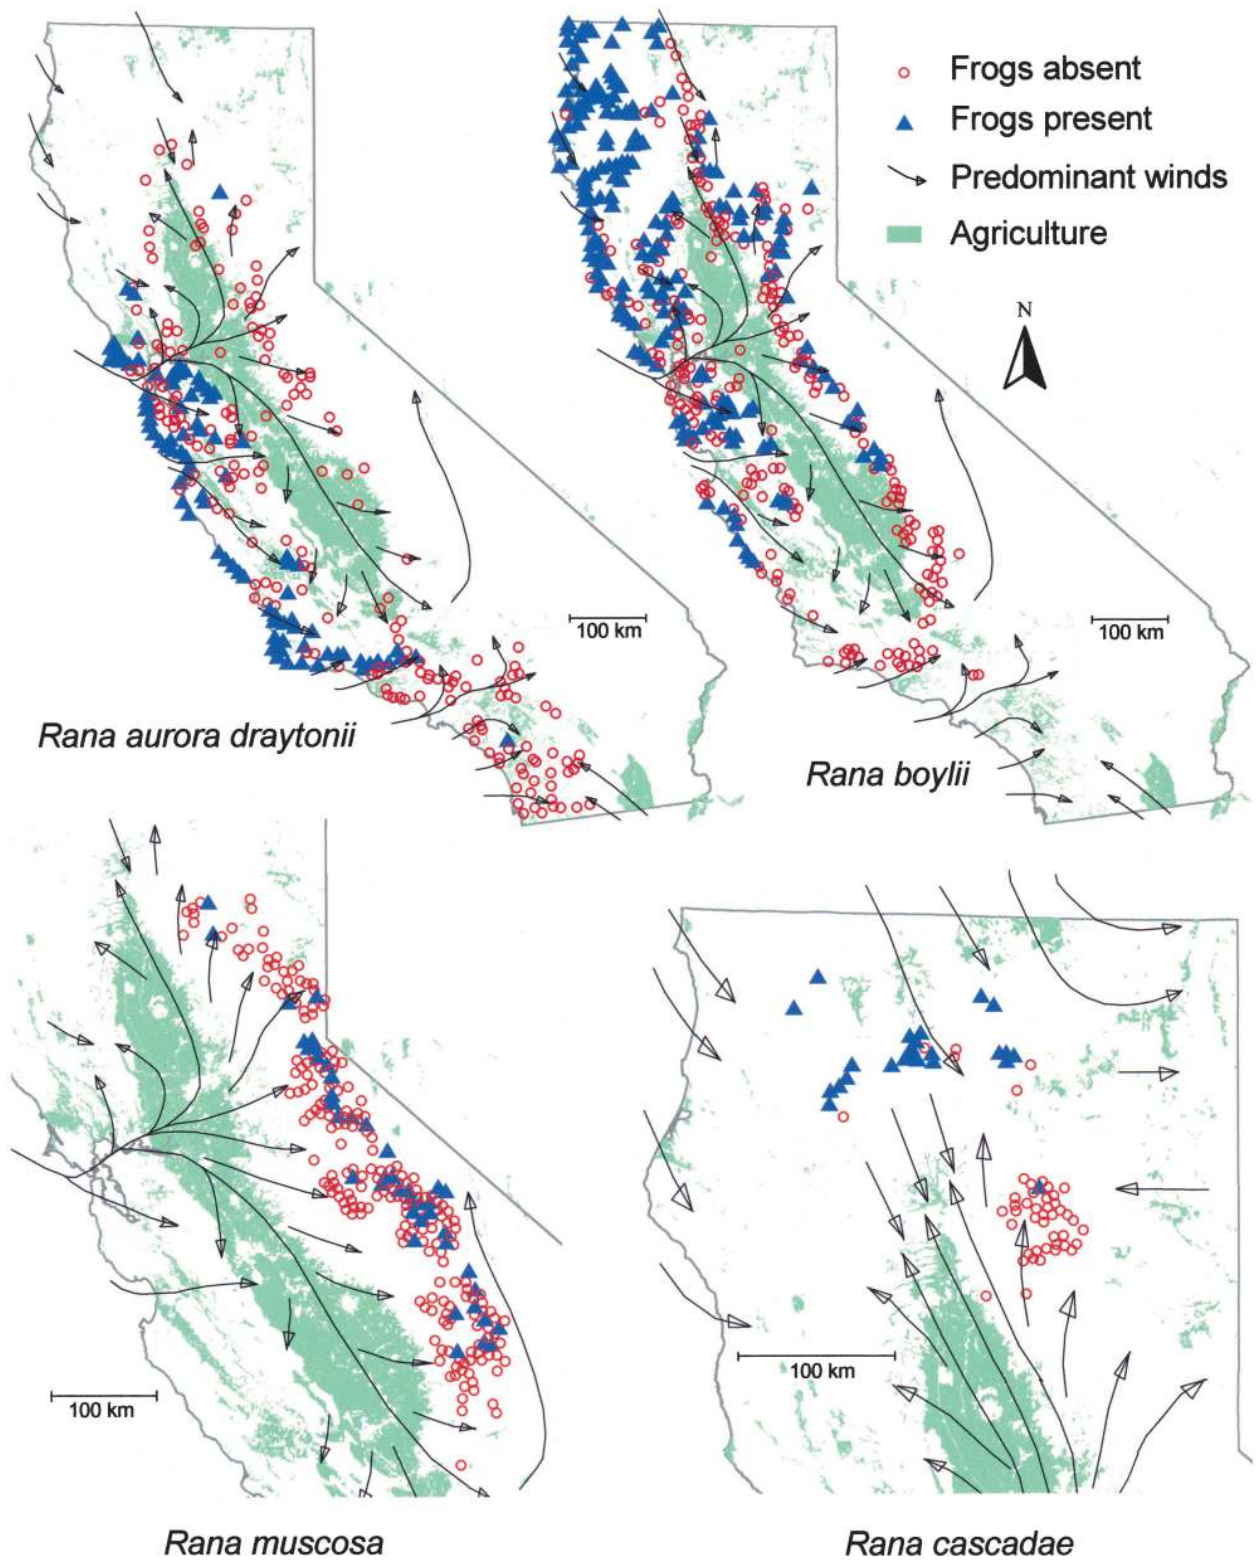 Frogs absent
Frogs present
Predominant winds
Agriculture
N
100 km
100 km
Rana aurora draytonii
Rana boylii
100 km
100 km
Rana muscosa
Rana cascadae